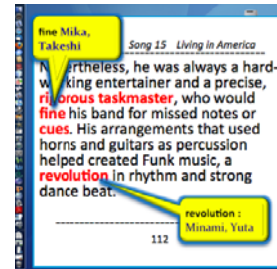 fine Mika,
Takeshi
Song 15 Living in America
Nevertheless, he was always a hard-
working entertainer and a precise,
rigorous taskmaster, who would
fine his band for missed notes or
cues. His arrangements that used
horns and guitars as percussion
helped created Funk music, a
revolution in rhythm and strong
dance beat.
revolution :
Minami, Yuta
112